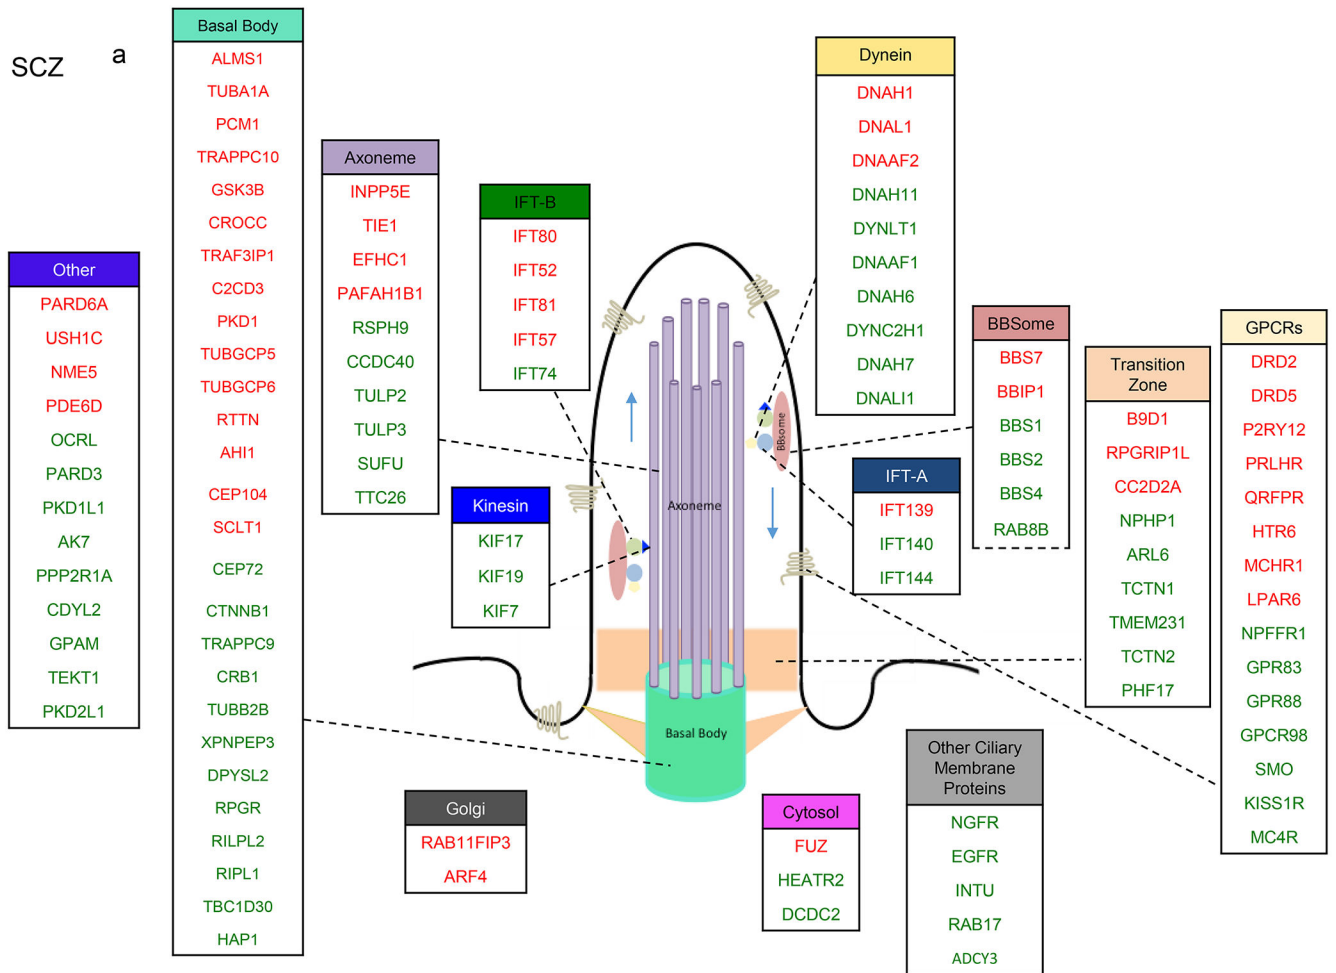 SCZ
a
Basal Body
ALMS1
TUBA1A
PCM1
TRAPPC10
GSK3B
CROCC
TRAF3IP1
C2CD3
PKD1
TUBGCP5
TUBGCP6
RTTN
AHI1
CEP104
SCLT1
CEP72
CTNNB1
TRAPPC9
CRB1
TUBB2B
XPNPEP3
DPYSL2
RPGR
RILPL2
RIPL1
TBC1D30
HAP1
Other
PARD6A
USH1C
NME5
PDE6D
OCRL
PARD3
PKD1L1
AK7
PPP2R1A
CDYL2
GPAM
TEKT1
PKD2L1
Axoneme
INPP5E
TIE1
EFHC1
PAFAH1B1
RSPH9
CCDC40
TULP2
TULP3
SUFU
TTC26
IFT-B
IFT80
IFT52
IFT81
IFT57
IFT74
Kinesin
KIF17
KIF19
KIF7
Golgi
RAB11FIP3
ARF4
Axoneme
BBsome
Basal Body
Dynein
DNAH1
DNAL1
DNAAF2
DNAH11
DYNLT1
DNAAF1
DNAH6
DYNC2H1
DNAH7
DNALI1
IFT-A
IFT139
IFT140
IFT144
Cytosol
FUZ
HEATR2
DCDC2
BBSome
BBS7
BBIP1
BBS1
BBS2
BBS4
RAB8B
Other Ciliary
Membrane
Proteins
NGFR
EGFR
INTU
RAB17
ADCY3
Transition
Zone
B9D1
RPGRIP1L
CC2D2A
NPHP1
ARL6
TCTN1
TMEM231
TCTN2
PHF17
GPCRs
DRD2
DRD5
P2RY12
PRLHR
QRFPR
HTR6
MCHR1
LPAR6
NPFFR1
GPR83
GPR88
GPCR98
SMO
KISS1R
MC4R